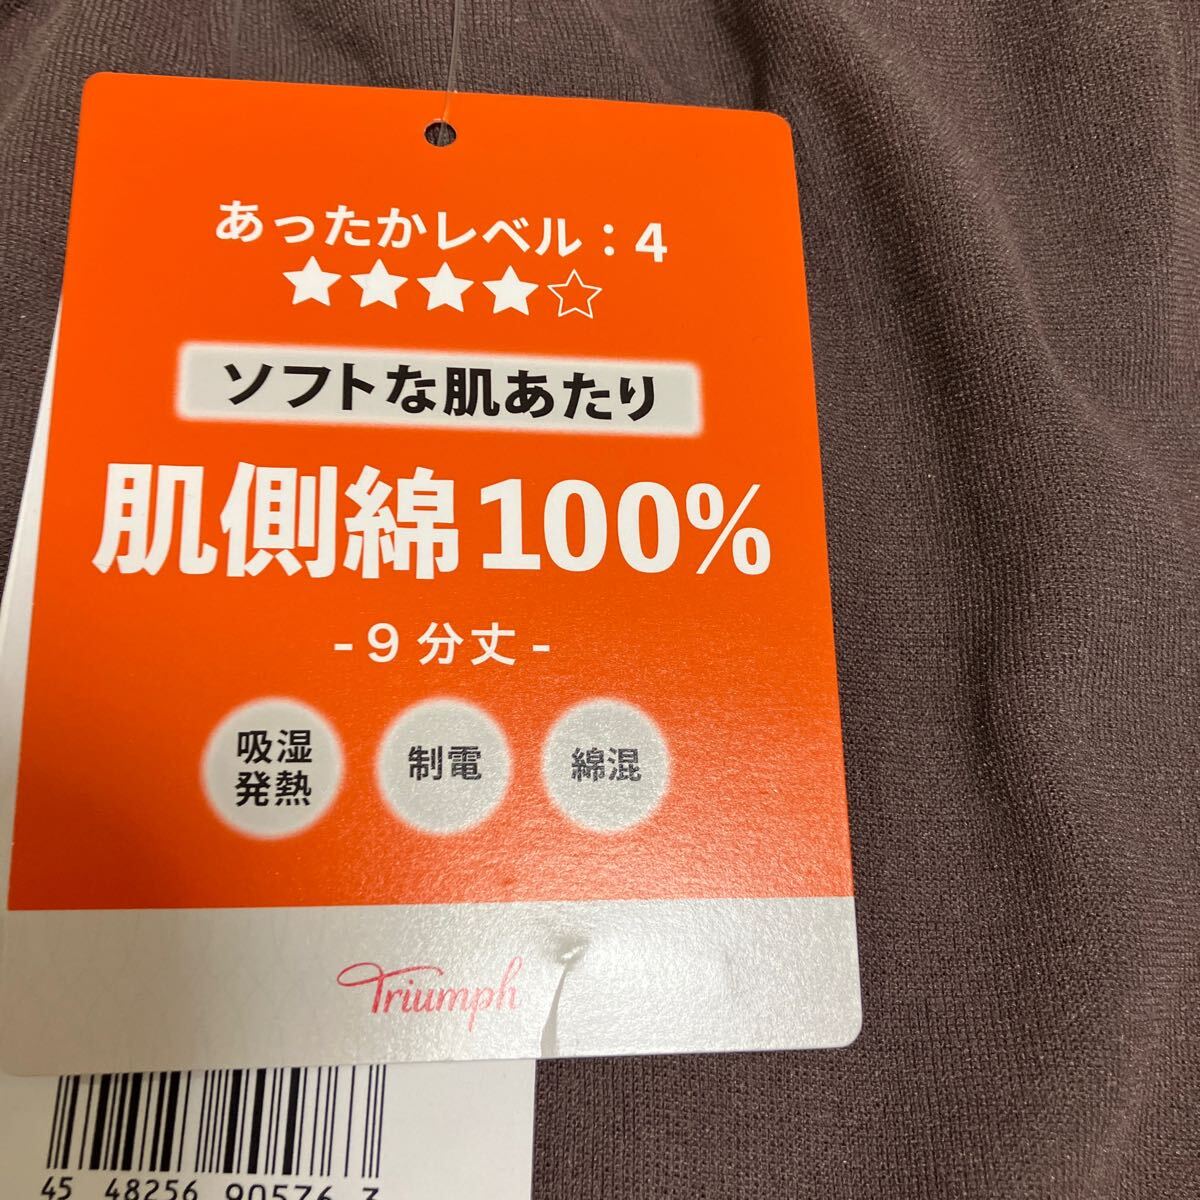 あったかレベル：4
★★★★☆
ソフトな肌あたり
肌側綿100%
-9分丈-
吸湿
発熱
制電
綿混
Triumph
45 48256 90576 3